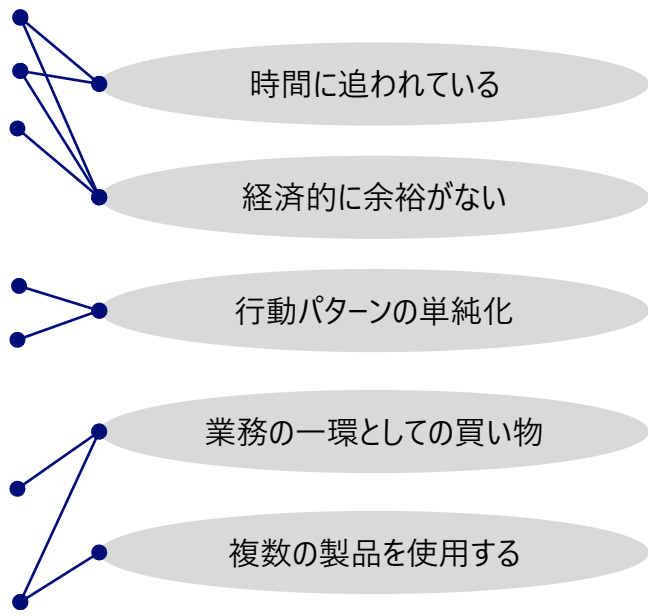 時間に追われている
経済的に余裕がない
行動パターンの単純化
業務の一環としての買い物
複数の製品を使用する